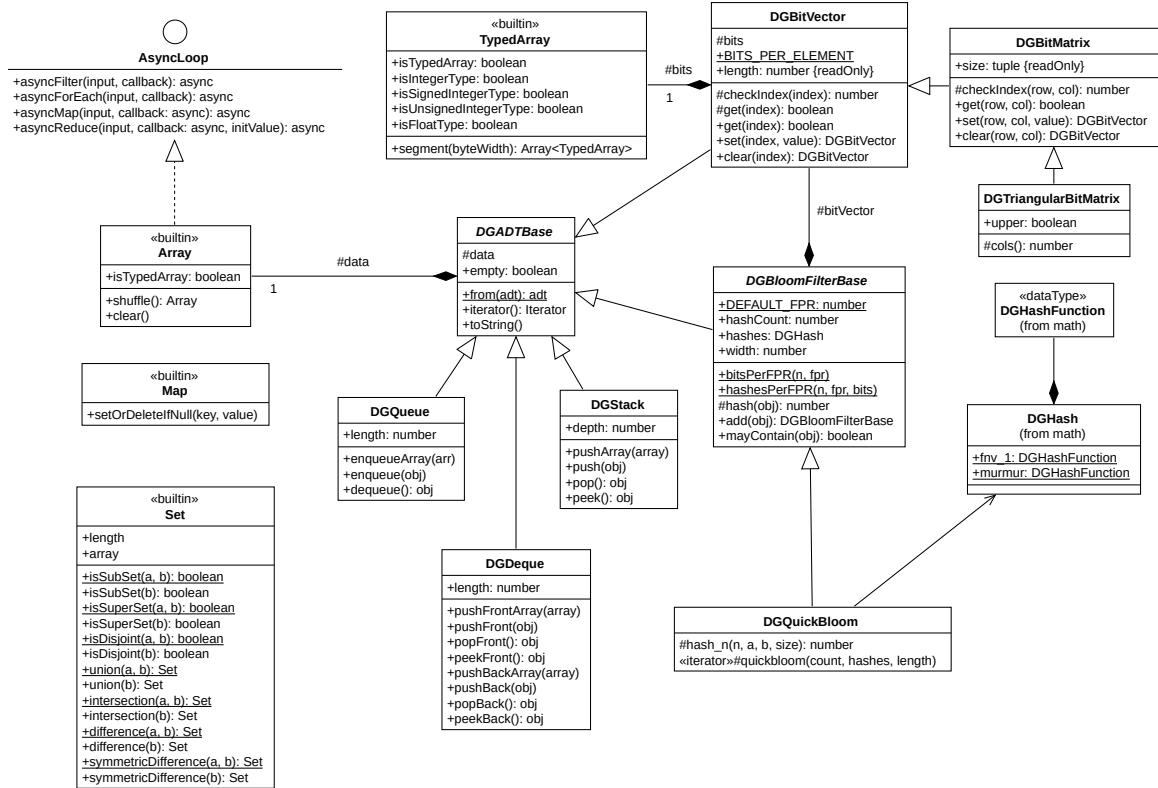 AsyncLoop
+asyncFilter(input, callback): async
+asyncForEach(input, callback): async
+asyncMap(input, callback: async): async
+asyncReduce(input, callback: async, initValue): async
«builtin»
TypedArray
+isTypedArray: boolean
+isIntegerType: boolean
+isSignedIntegerType: boolean
+isUnsignedIntegerType: boolean
+isFloatType: boolean
+segment(byteWidth): Array<TypedArray>
#bits
1
DGBitVector
#bits
+BITS_PER_ELEMENT
+length: number {readOnly}
#checkIndex(index): number
#get(index): boolean
+get(index): boolean
+set(index, value): DGBitVector
+clear(index): DGBitVector
DGBitMatrix
+size: tuple {readOnly}
#checkIndex(row, col): number
+get(row, col): boolean
+set(row, col, value): DGBitVector
+clear(row, col): DGBitVector
DGTriangularBitMatrix
+upper: boolean
#cols(): number
#bitVector
«builtin»
Array
+isTypedArray: boolean
+shuffle(): Array
+clear()
#data
1
DGADTBase
#data
+empty: boolean
+from(adt): adt
+iterator(): Iterator
+toString()
DGBloomFilterBase
+DEFAULT_FPR: number
+hashCount: number
+hashes: DGHash
+width: number
+bitsPerFPR(n, fpr)
+hashesPerFPR(n, fpr, bits)
#hash(obj): number
+add(obj): DGBloomFilterBase
+mayContain(obj): boolean
«dataType»
DGHashFunction
(from math)
«builtin»
Map
+setOrDeleteIfNull(key, value)
DGQueue
+length: number
+enqueueArray(arr)
+enqueue(obj)
+dequeue(): obj
DGStack
+depth: number
+pushArray(array)
+push(obj)
+pop(): obj
+peek(): obj
DGHash
(from math)
+fnv_1: DGHashFunction
+murmur: DGHashFunction
«builtin»
Set
+length
+array
+isSubSet(a, b): boolean
+isSubSet(b): boolean
+isSuperSet(a, b): boolean
+isSuperSet(b): boolean
+isDisjoint(a, b): boolean
+isDisjoint(b): boolean
+union(a, b): Set
+union(b): Set
+intersection(a, b): Set
+intersection(b): Set
+difference(a, b): Set
+difference(b): Set
+symmetricDifference(a, b): Set
+symmetricDifference(b): Set
DGDeque
+length: number
+pushFrontArray(array)
+pushFront(obj)
+popFront(): obj
+peekFront(): obj
+pushBackArray(array)
+pushBack(obj)
+popBack(): obj
+peekBack(): obj
DGQuickBloom
#hash_n(n, a, b, size): number
«iterator»#quickbloom(count, hashes, length)